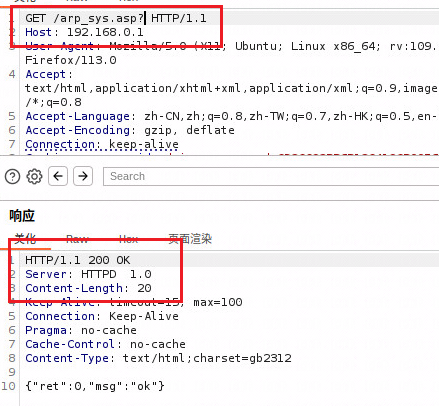 1 GET /arp_sys.asp? HTTP/1.1
2 Host: 192.168.0.1
3 User-Agent: Mozilla/5.0 (X11; Ubuntu; Linux x86_64; rv:109.
Firefox/113.0
4 Accept:
text/html,application/xhtml+xml,application/xml;q=0.9,image
/*;q=0.8
5 Accept-Language: zh-CN,zh;q=0.8,zh-TW;q=0.7,zh-HK;q=0.5,en-
6 Accept-Encoding: gzip, deflate
7 Connection: keep-alive
Search
响应
美化 Raw Hex 页面渲染
1 HTTP/1.1 200 OK
2 Server: HTTPD 1.0
3 Content-Length: 20
4 Keep-Alive: timeout=15, max=100
5 Connection: Keep-Alive
6 Pragma: no-cache
7 Cache-Control: no-cache
8 Content-Type: text/html;charset=gb2312
9
10 {"ret":0,"msg":"ok"}